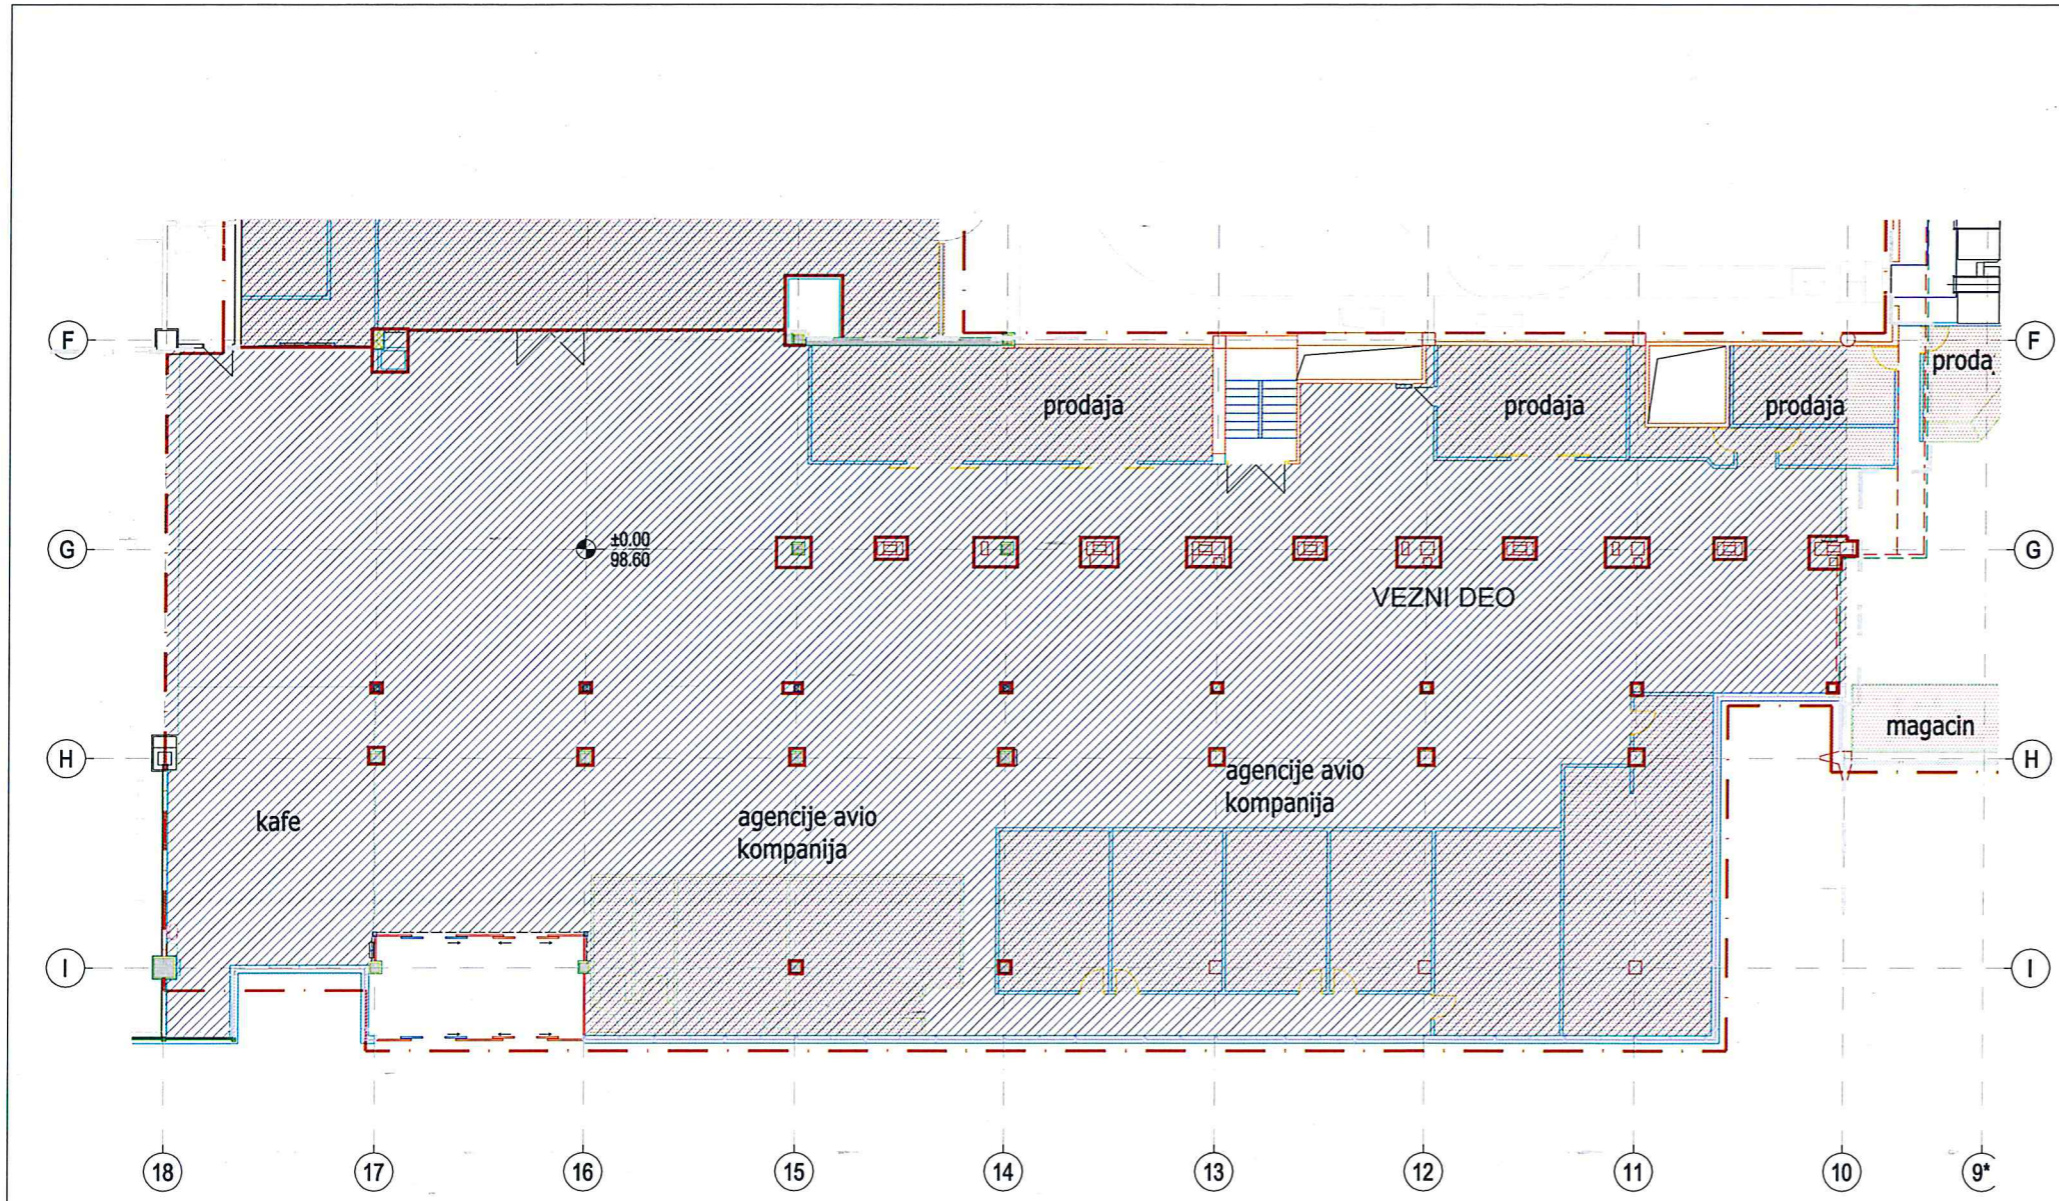 F
F
proda
prodaja
prodaja
prodaja
G
±0.00
98.60
G
VEZNI DEO
magacin
H
H
agencije avio
kompanija
kafe
agencije avio
kompanija
I
I
18
17
16
15
14
13
12
11
10
9*